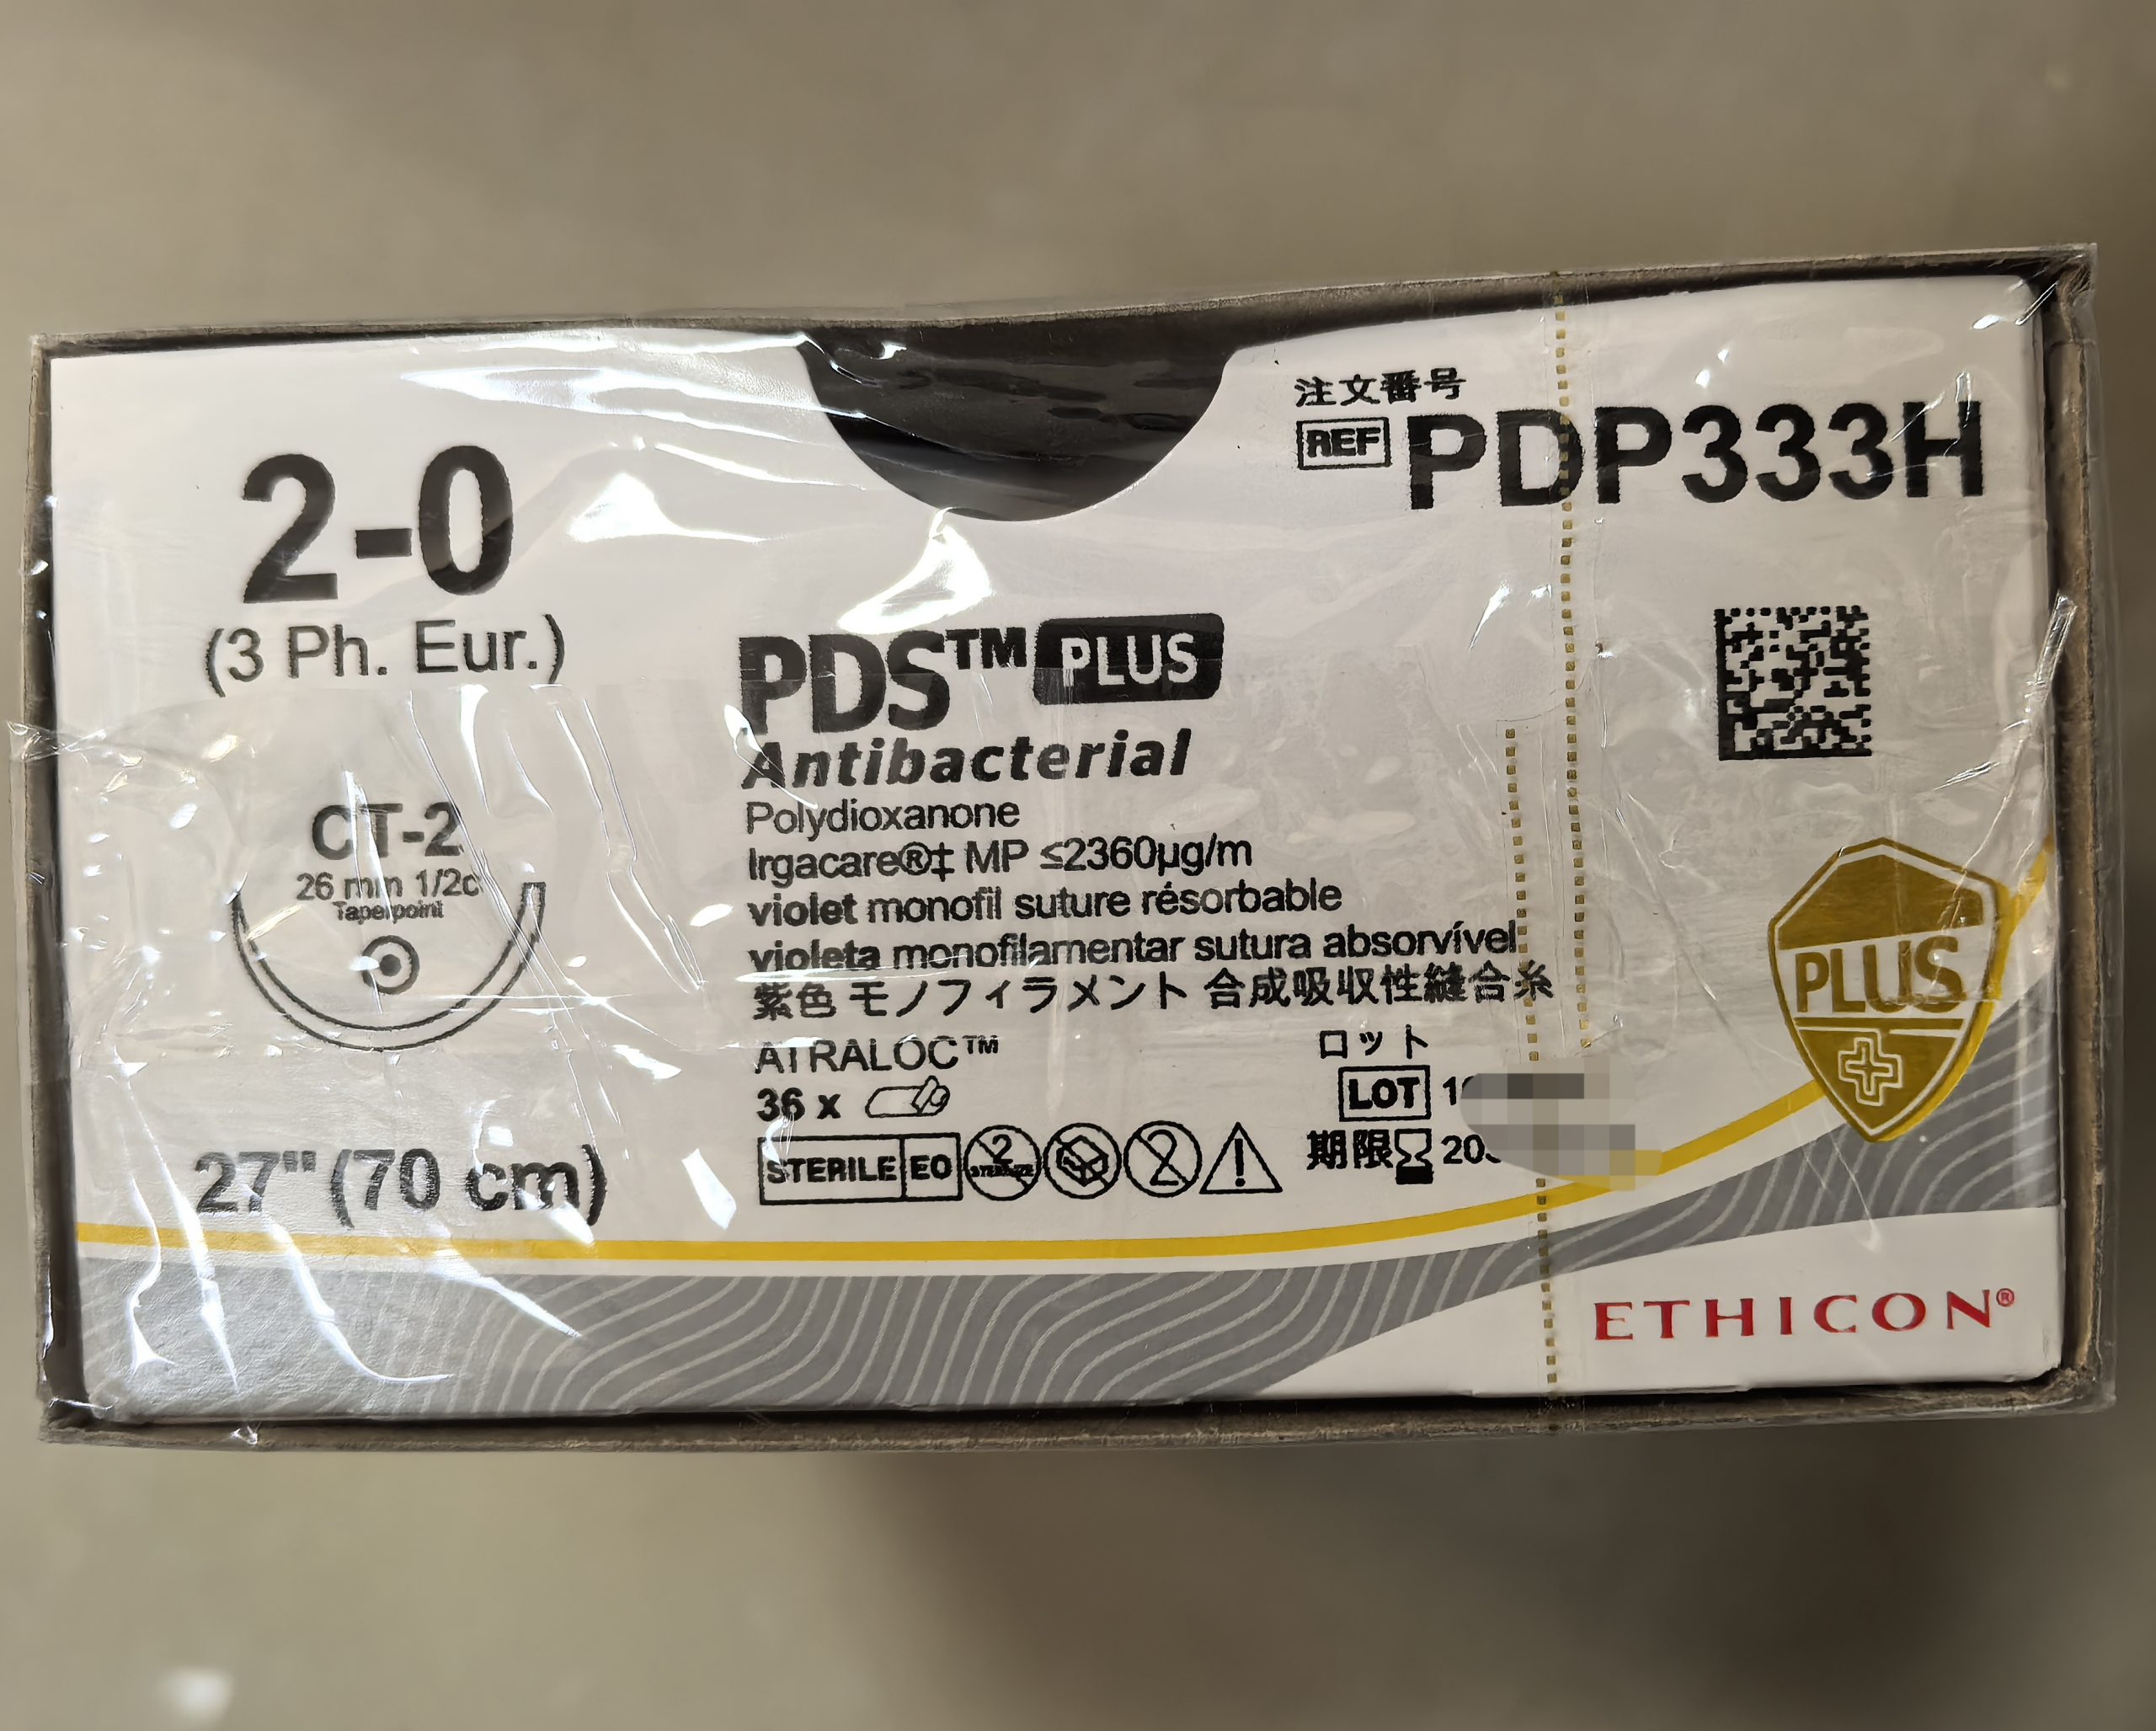 2-0
(3 Ph. Eur.)
CT-2
26 mm 1/2c
Taperpoint
27" (70 cm)
PDS™ PLUS
Antibacterial
Polydioxanone
Irgacare®‡ MP ≤2360µg/m
violet monofil suture résorbable
violeta monofilamentar sutura absorvível
紫色 モノフィラメント 合成吸収性縫合糸
ATRALOC™
36 x
STERILE EO
注文番号
REF PDP333H
ロット
LOT
期限
PLUS
ETHICON®